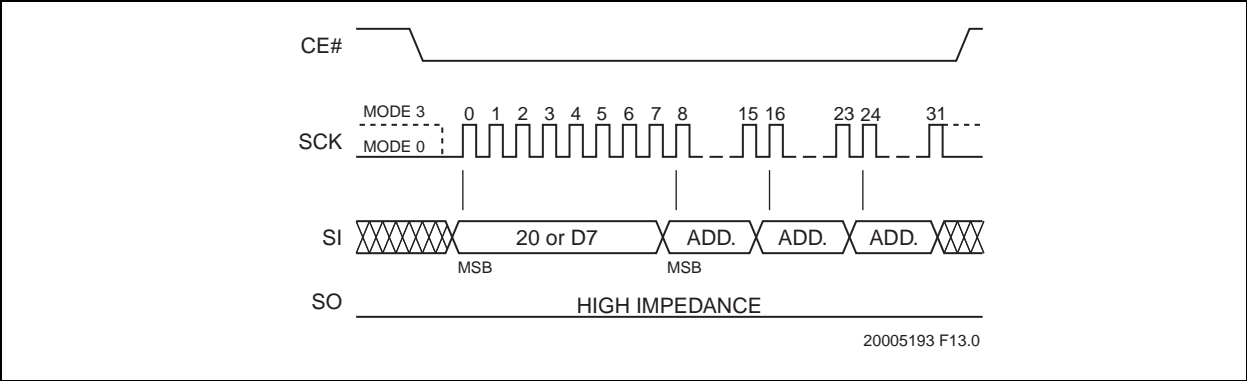 CE#
MODE 3
0 1 2 3 4 5 6 7 8 15 16 23 24 31
SCK
MODE 0
SI
20 or D7 ADD. ADD. ADD.
MSB MSB
SO
HIGH IMPEDANCE
20005193 F13.0